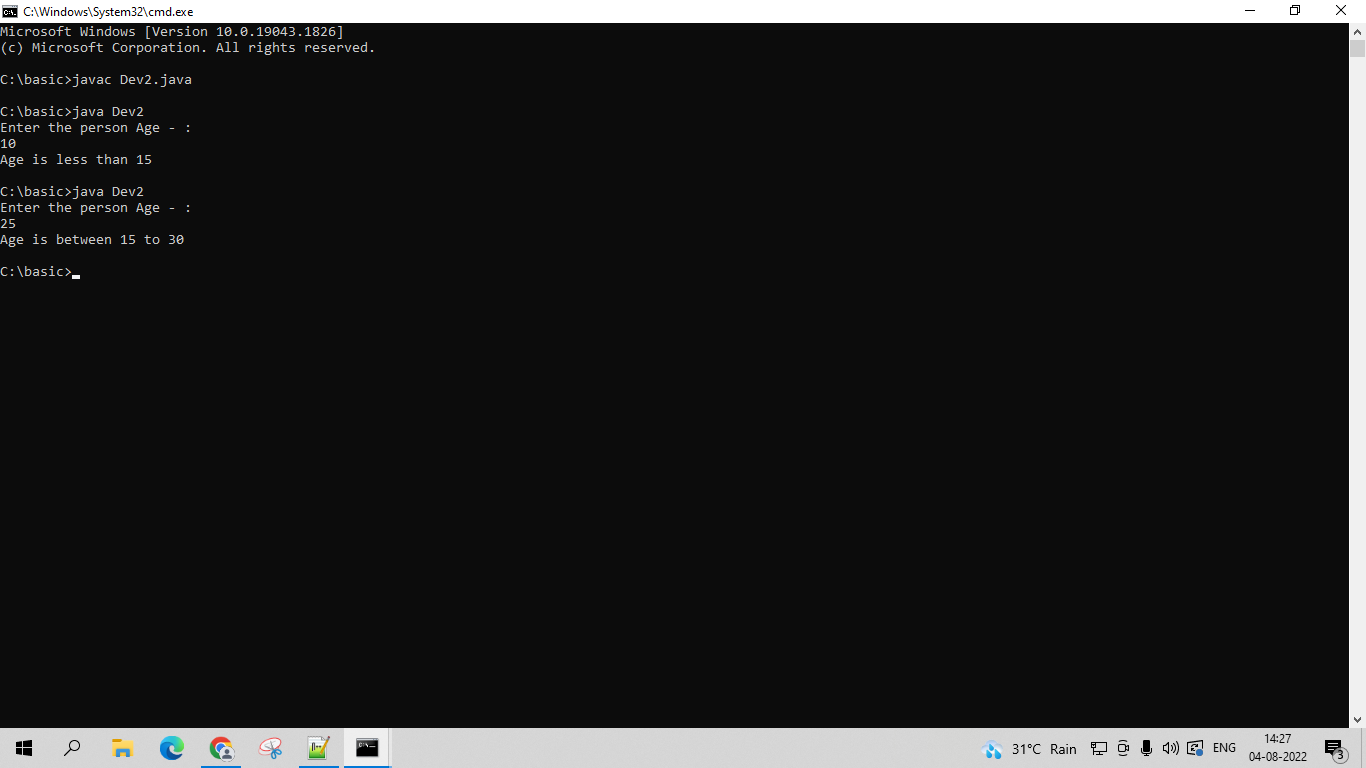 C:\Windows\System32\cmd.exe
Microsoft Windows [Version 10.0.19043.1826]
(c) Microsoft Corporation. All rights reserved.
C:\basic>javac Dev2.java
C:\basic>java Dev2
Enter the person Age - :
10
Age is less than 15
C:\basic>java Dev2
Enter the person Age - :
25
Age is between 15 to 30
C:\basic>
31°C Rain
ENG
14:27
04-08-2022
3